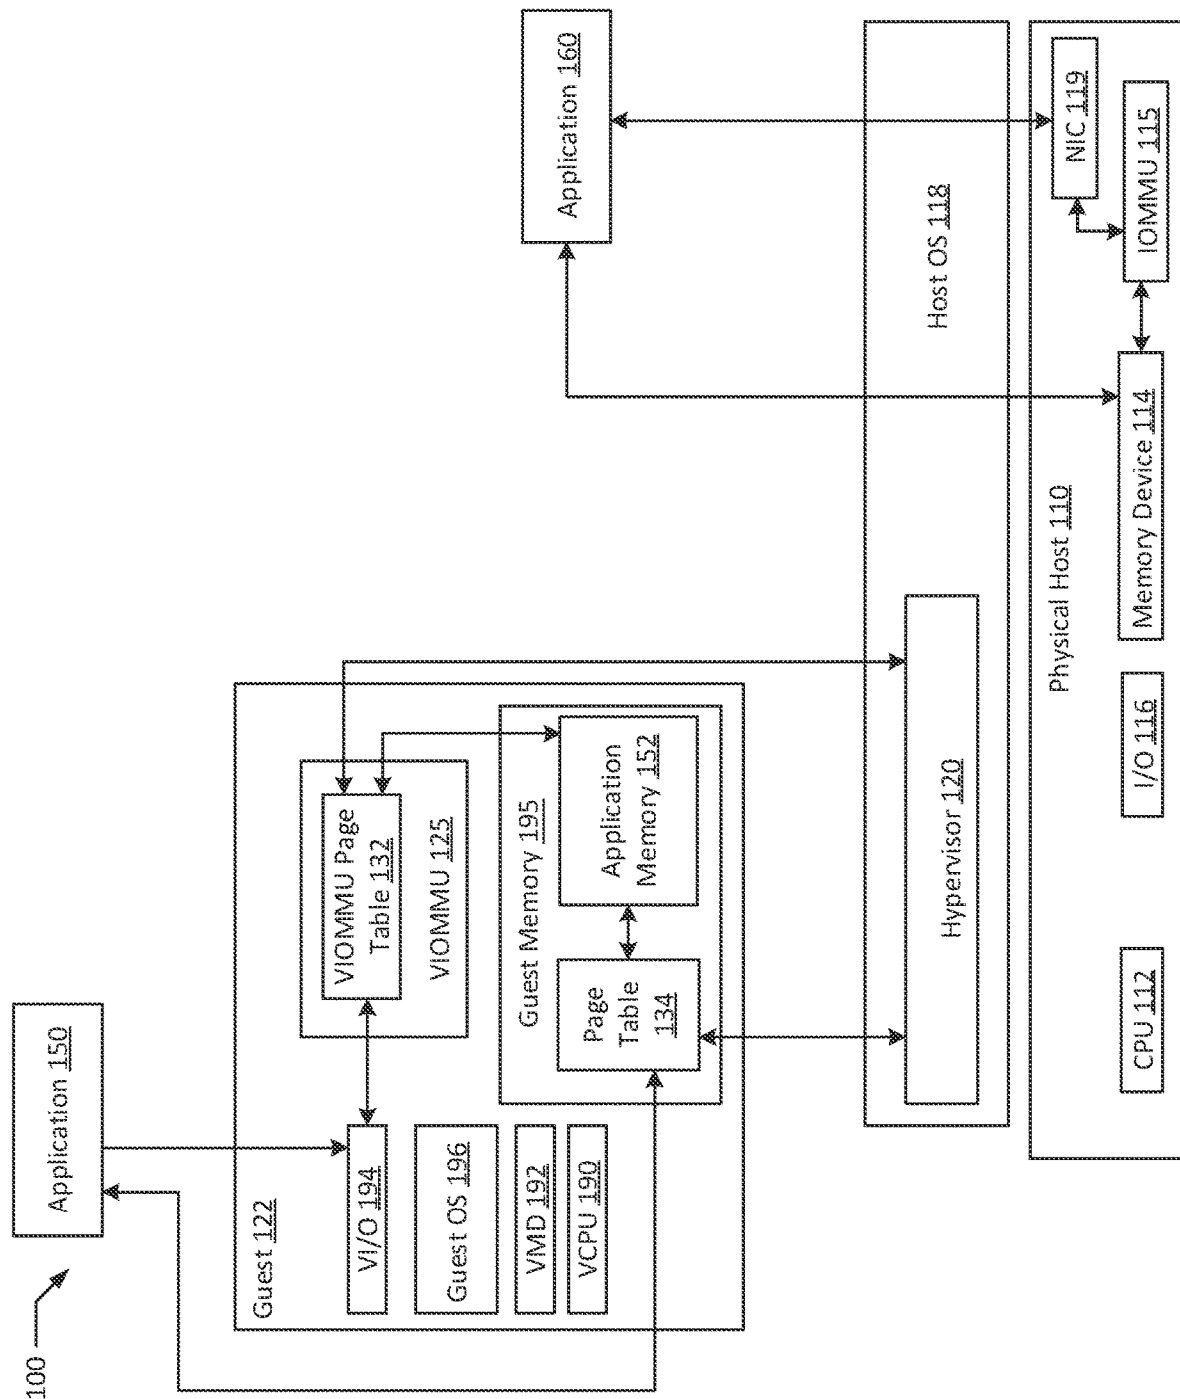 100
Application 150
Application 160
Guest 122
VI/O 194
VIOMMU Page
Table 132
VIOMMU 125
Guest OS 196
VMD 192
VCPU 190
Guest Memory 195
Page
Table
134
Application
Memory 152
Host OS 118
Hypervisor 120
Physical Host 110
CPU 112
I/O 116
Memory Device 114
IOMMU 115
NIC 119